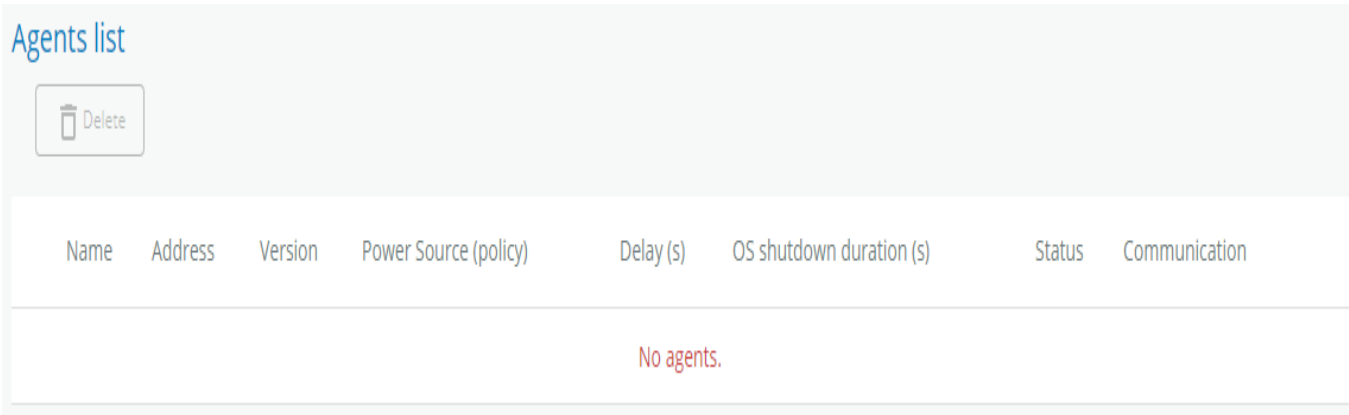 Agents list
Delete
Name Address Version Power Source (policy) Delay (s) OS shutdown duration (s) Status Communication
No agents.